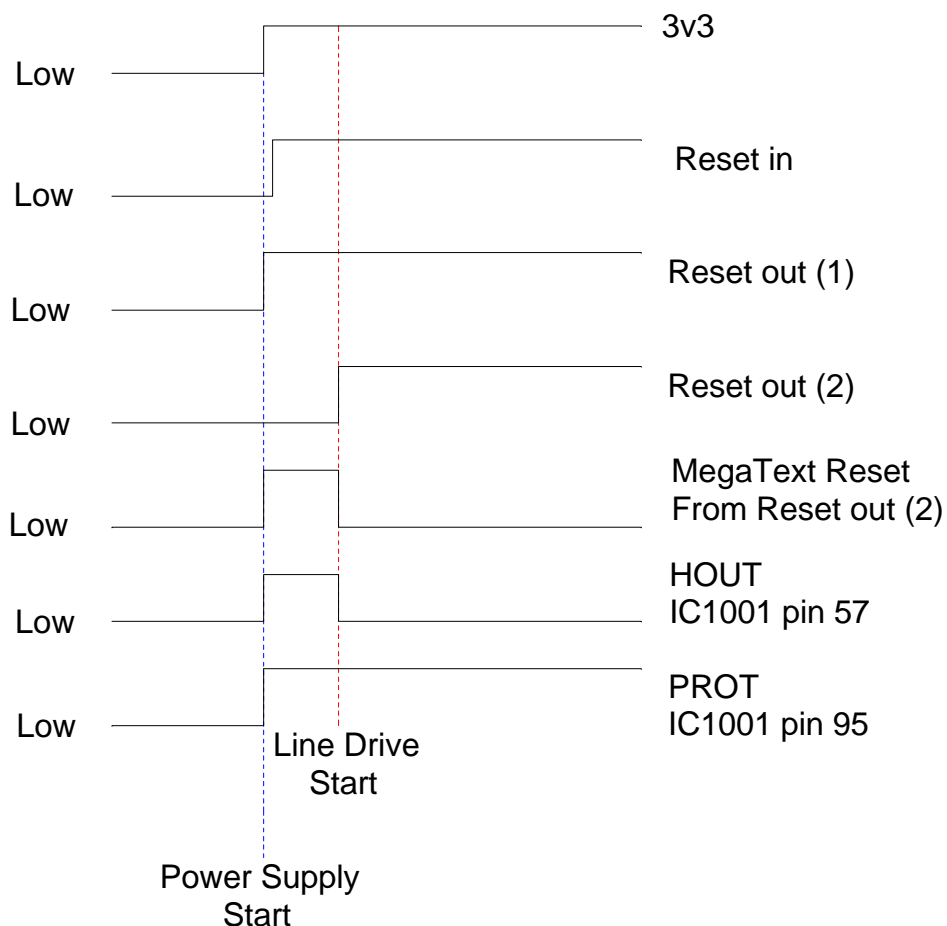 3v3
Low
Reset in
Low
Reset out (1)
Low
Reset out (2)
Low
MegaText Reset
From Reset out (2)
Low
HOUT
IC1001 pin 57
Low
PROT
IC1001 pin 95
Low
Line Drive
Start
Power Supply
Start